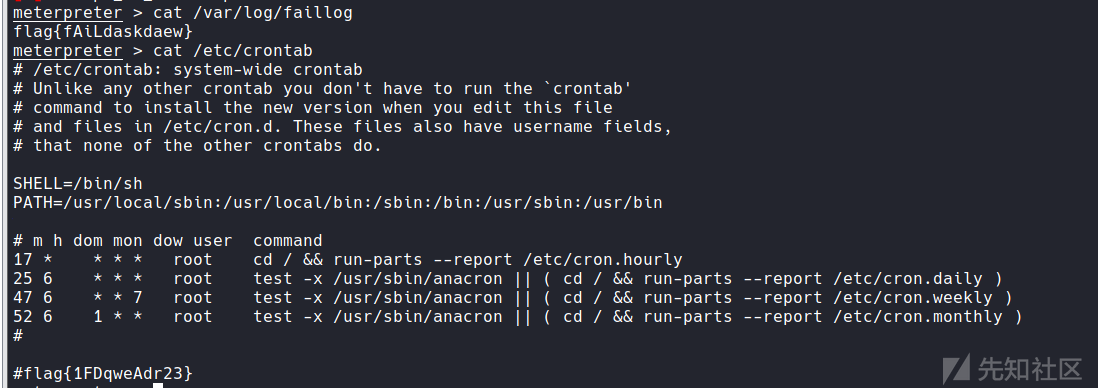 meterpreter > cat /var/log/faillog
flag{fAiLdaskdaew}
meterpreter > cat /etc/crontab
# /etc/crontab: system-wide crontab
# Unlike any other crontab you don't have to run the `crontab'
# command to install the new version when you edit this file
# and files in /etc/cron.d. These files also have username fields,
# that none of the other crontabs do.

SHELL=/bin/sh
PATH=/usr/local/sbin:/usr/local/bin:/sbin:/bin:/usr/sbin:/usr/bin

# m h dom mon dow user  command
17 *    * * *   root    cd / && run-parts --report /etc/cron.hourly
25 6    * * *   root    test -x /usr/sbin/anacron || ( cd / && run-parts --report /etc/cron.daily )
47 6    * * 7   root    test -x /usr/sbin/anacron || ( cd / && run-parts --report /etc/cron.weekly )
52 6    1 * *   root    test -x /usr/sbin/anacron || ( cd / && run-parts --report /etc/cron.monthly )
#

#flag{1FDqweAdr23}
先知社区